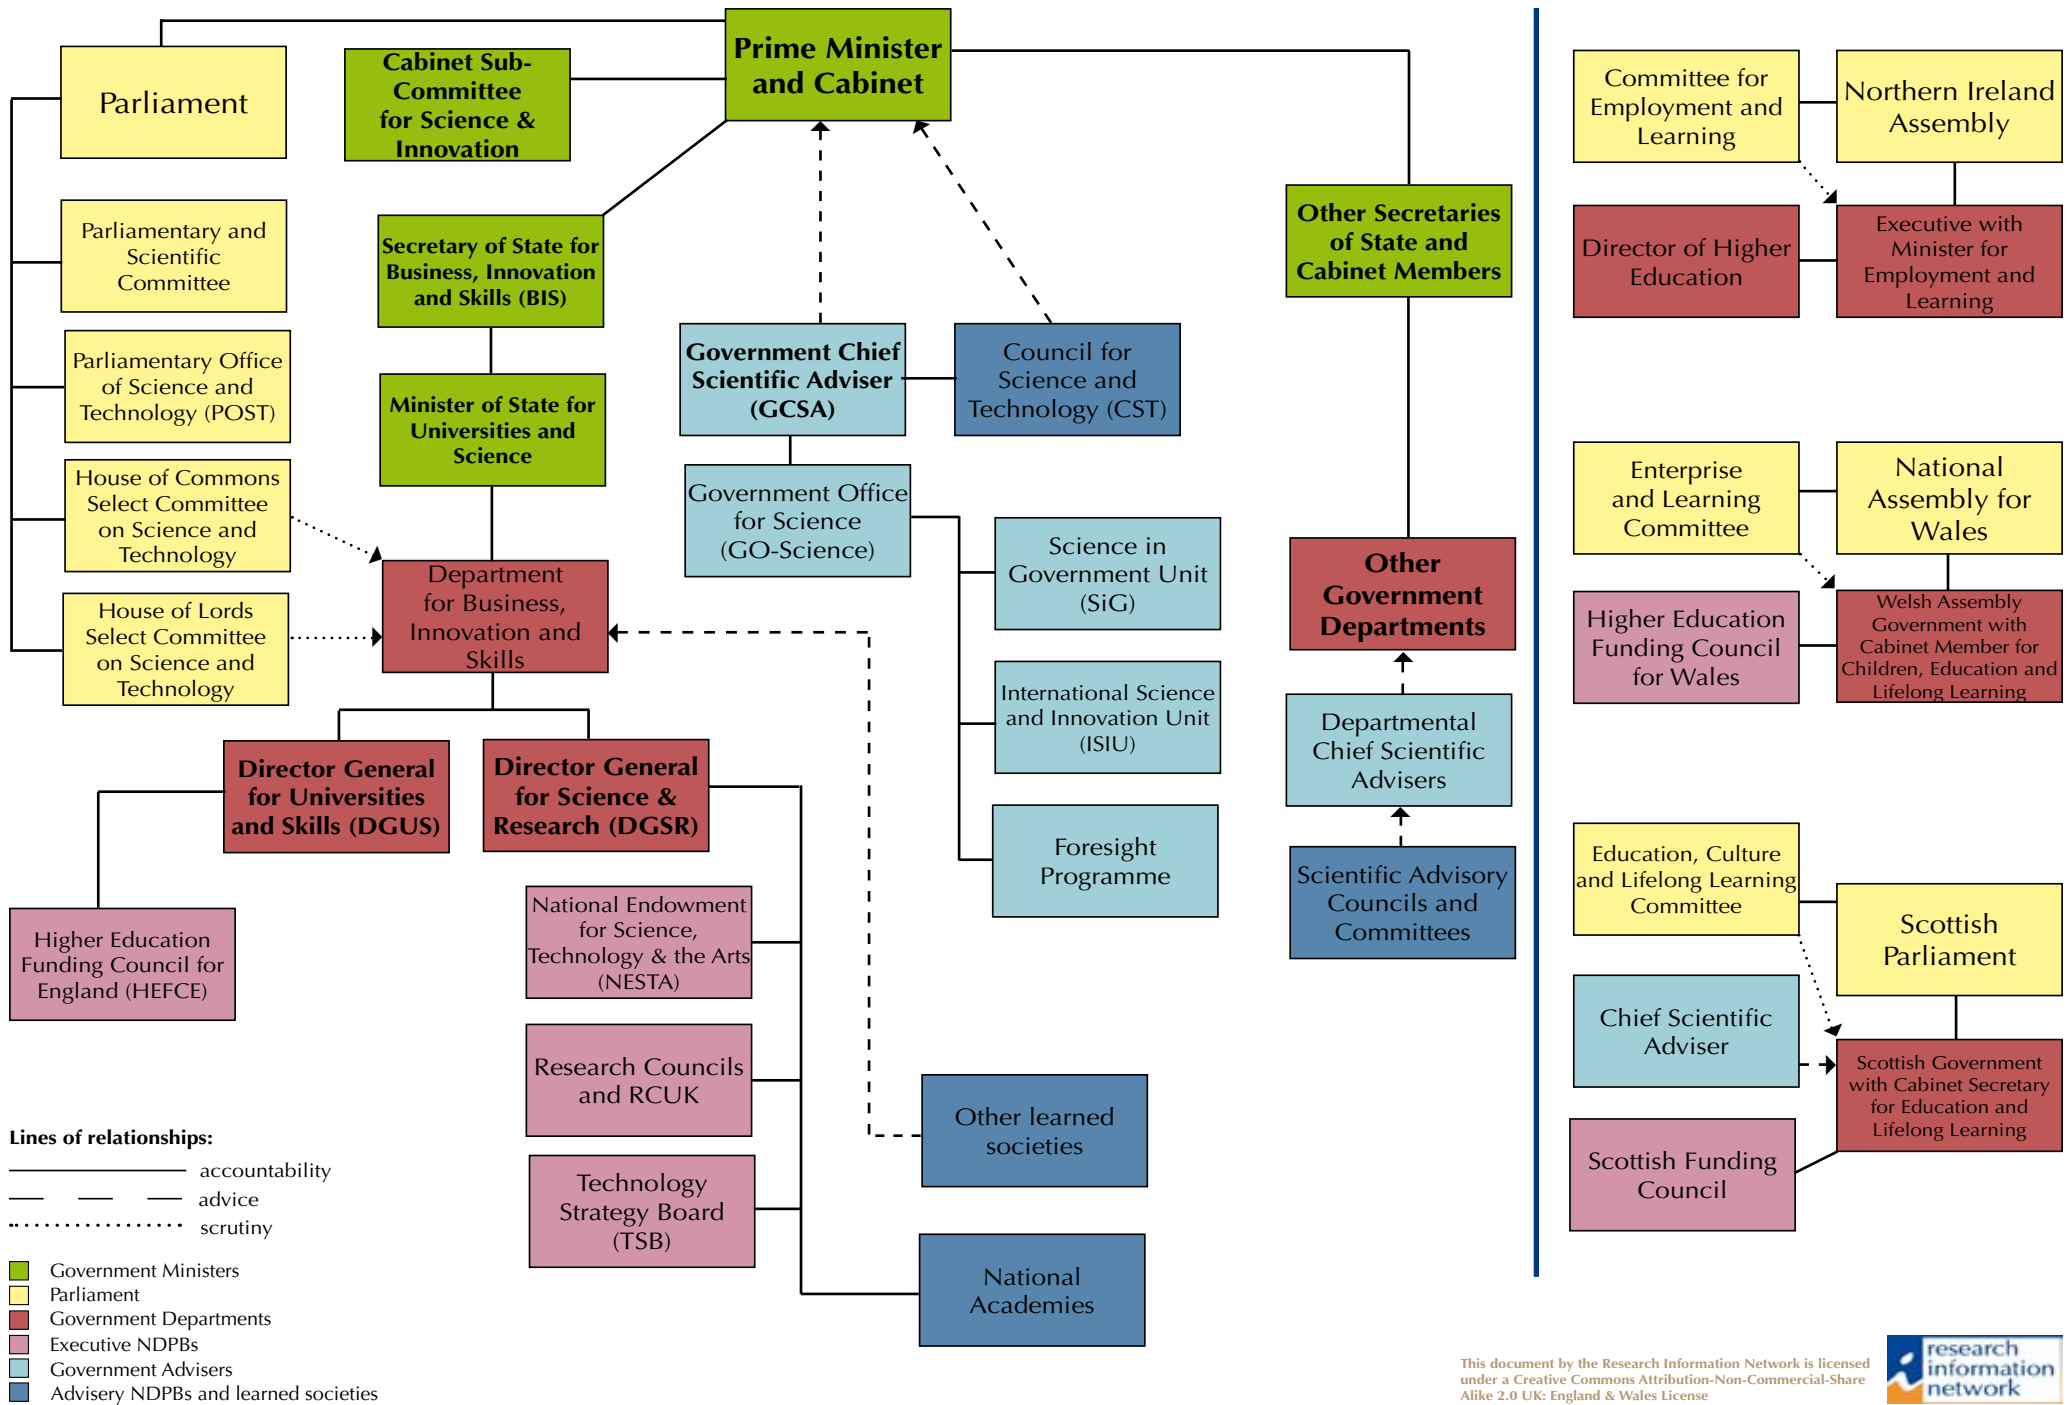 Prime Minister
and Cabinet
Parliament
Cabinet Sub-
Committee
for Science &
Innovation
Parliamentary and
Scientific
Committee
Secretary of State for
Business, Innovation
and Skills (BIS)
Other Secretaries
of State and
Cabinet Members
Parliamentary Office
of Science and
Technology (POST)
Minister of State for
Universities and
Science
Government Chief
Scientific Adviser
(GCSA)
Council for
Science and
Technology (CST)
House of Commons
Select Committee
on Science and
Technology
Government Office
for Science
(GO-Science)
Science in
Government Unit
(SiG)
House of Lords
Select Committee
on Science and
Technology
Department
for Business,
Innovation and
Skills
Other
Government
Departments
International Science
and Innovation Unit
(ISIU)
Departmental
Chief Scientific
Advisers
Director General
for Universities
and Skills (DGUS)
Director General
for Science &
Research (DGSR)
Foresight
Programme
Scientific Advisory
Councils and
Committees
Higher Education
Funding Council for
England (HEFCE)
National Endowment
for Science,
Technology & the Arts
(NESTA)
Research Councils
and RCUK
Technology
Strategy Board
(TSB)
Other learned
societies
National
Academies
Committee for
Employment and
Learning
Northern Ireland
Assembly
Director of Higher
Education
Executive with
Minister for
Employment and
Learning
Enterprise
and Learning
Committee
National
Assembly for
Wales
Higher Education
Funding Council
for Wales
Welsh Assembly
Government with
Cabinet Member for
Children, Education and
Lifelong Learning
Education, Culture
and Lifelong Learning
Committee
Scottish
Parliament
Chief Scientific
Adviser
Scottish Government
with Cabinet Secretary
for Education and
Lifelong Learning
Scottish Funding
Council
Lines of relationships:
accountability
advice
scrutiny
Government Ministers
Parliament
Government Departments
Executive NDPBs
Government Advisers
Advisery NDPBs and learned societies
This document by the Research Information Network is licensed
under a Creative Commons Attribution-Non-Commercial-Share
Alike 2.0 UK: England & Wales License
research
information
network